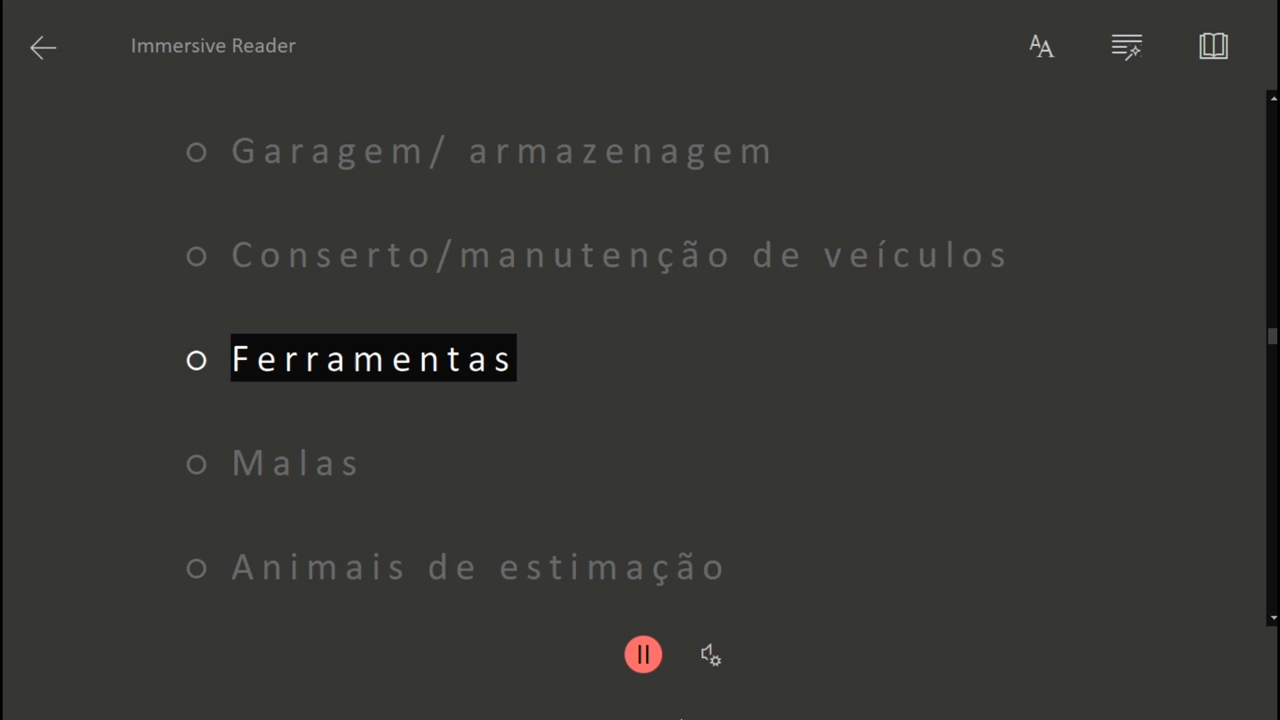 Immersive Reader
Garagem/ armazenagem
Conserto/manutenção de veículos
Ferramentas
Malas
Animais de estimação